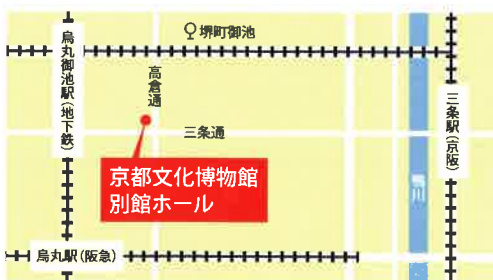 堺町御池
烏丸御池駅(地下鉄)
高倉通
三条通
三条駅(京阪)
京都文化博物館
別館ホール
鴨川
烏丸駅(阪急)